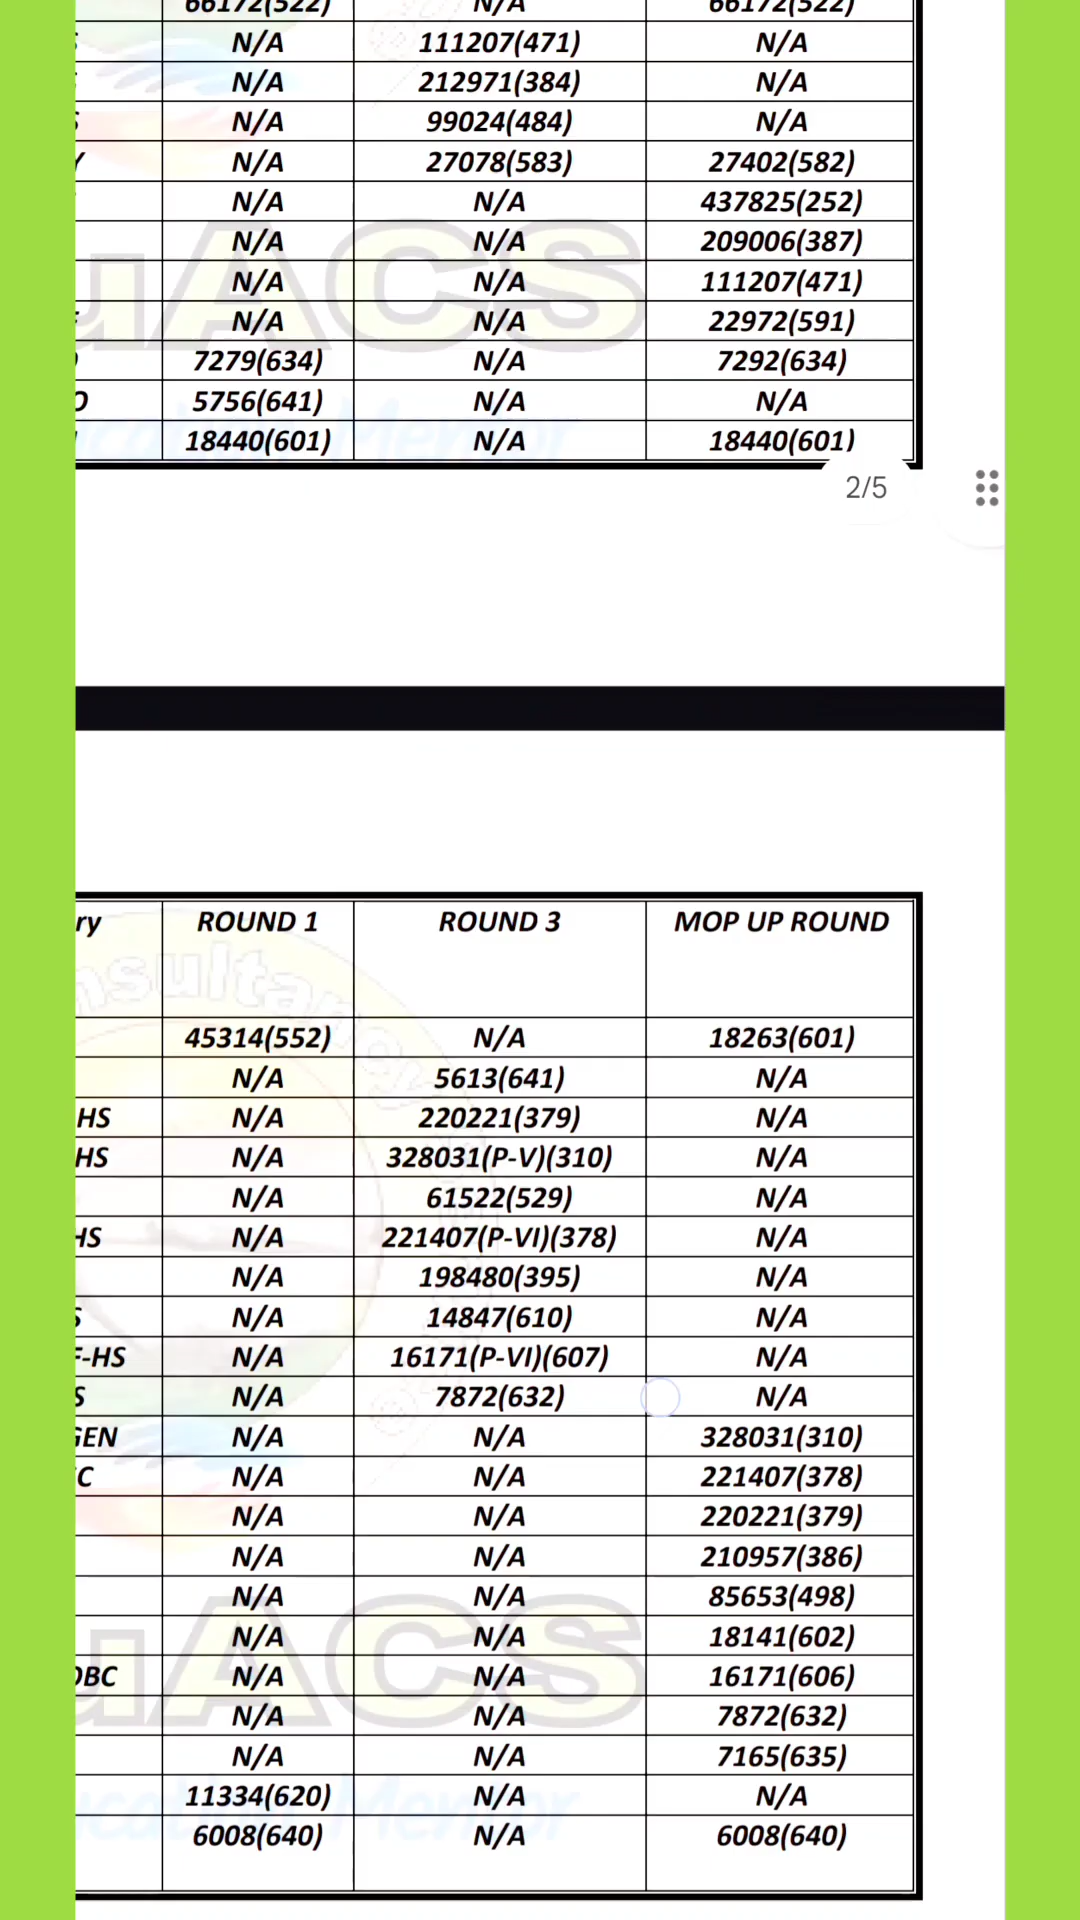 66172(522) N/A 66172(522)
N/A 111207(471) N/A
N/A 212971(384) N/A
N/A 99024(484) N/A
N/A 27078(583) 27402(582)
N/A N/A 437825(252)
N/A N/A 209006(387)
N/A N/A 111207(471)
N/A N/A 22972(591)
7279(634) N/A 7292(634)
O 5756(641) N/A N/A
18440(601) N/A 18440(601)
2/5
ry ROUND 1 ROUND 3 MOP UP ROUND
45314(552) N/A 18263(601)
N/A 5613(641) N/A
HS N/A 220221(379) N/A
HS N/A 328031(P-V)(310) N/A
N/A 61522(529) N/A
HS N/A 221407(P-VI)(378) N/A
N/A 198480(395) N/A
S N/A 14847(610) N/A
F-HS N/A 16171(P-VI)(607) N/A
S N/A 7872(632) N/A
GEN N/A N/A 328031(310)
C N/A N/A 221407(378)
N/A N/A 220221(379)
N/A N/A 210957(386)
N/A N/A 85653(498)
N/A N/A 18141(602)
OBC N/A N/A 16171(606)
N/A N/A 7872(632)
N/A N/A 7165(635)
11334(620) N/A N/A
6008(640) N/A 6008(640)